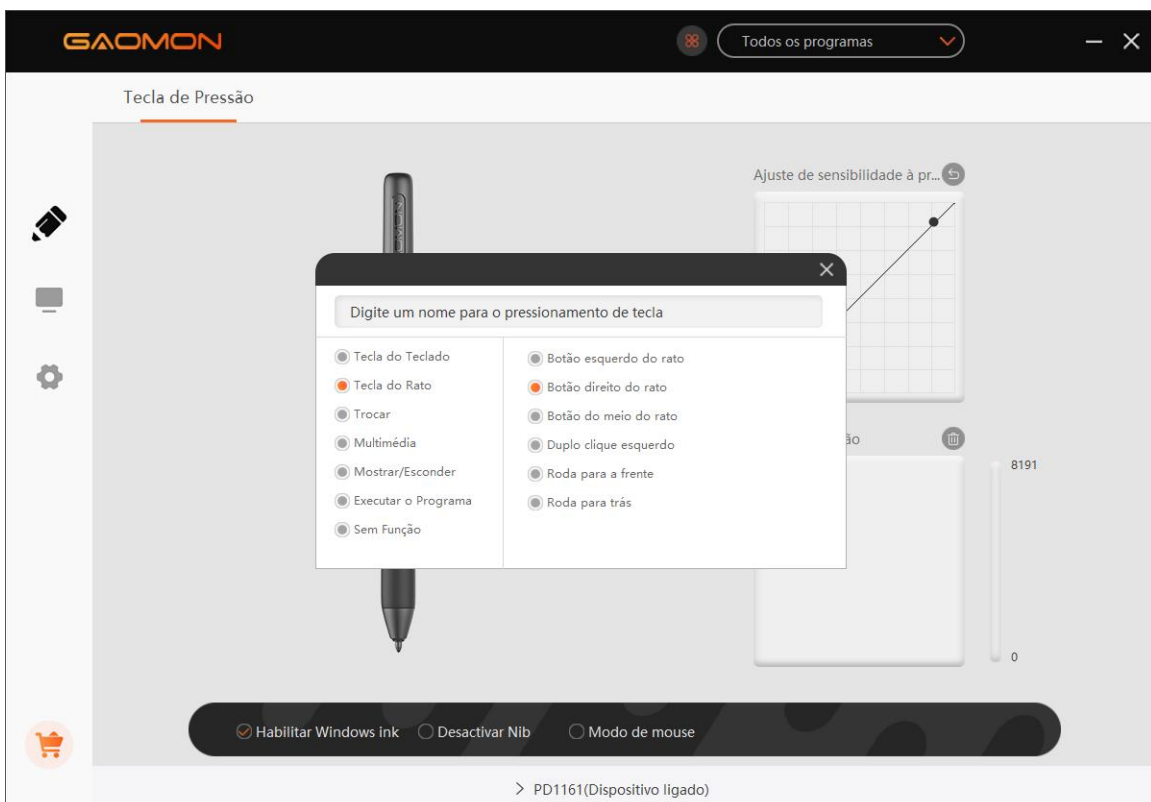 GAOMON
Todos os programas
Tecla de Pressão
Ajuste de sensibilidade à pr...
GAOMON
Digite um nome para o pressionamento de tecla
Tecla do Teclado
Tecla do Rato
Trocar
Multimédia
Mostrar/Esconder
Executar o Programa
Sem Função
Botão esquerdo do rato
Botão direito do rato
Botão do meio do rato
Duplo clique esquerdo
Roda para a frente
Roda para trás
ão
8191
0
Habilitar Windows ink
Desactivar Nib
Modo de mouse
PD1161(Dispositivo ligado)